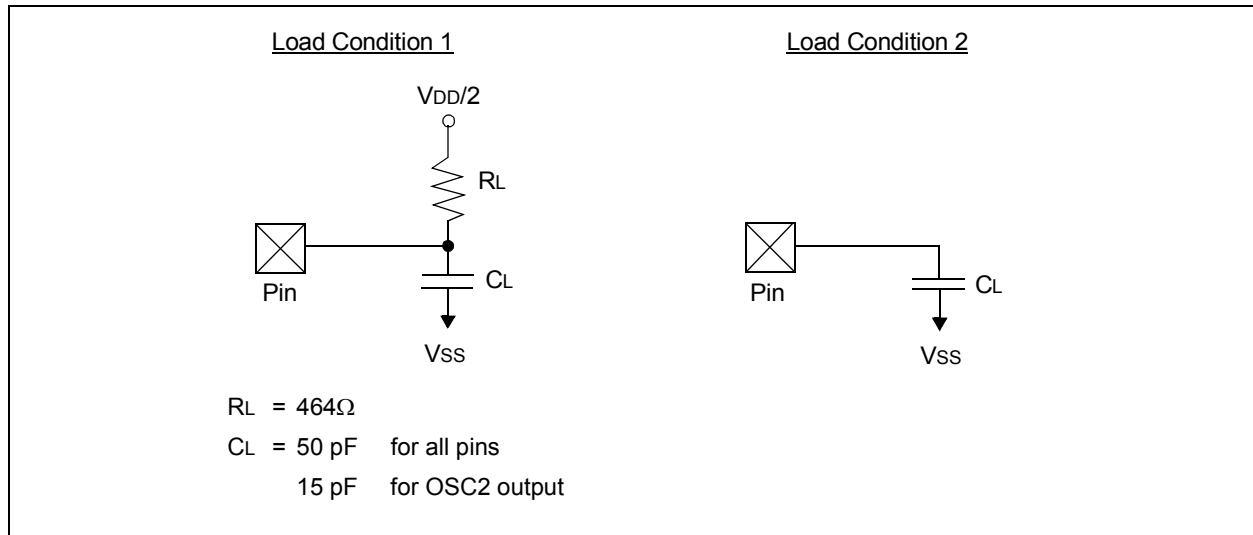 Load Condition 1
Load Condition 2
VDD/2
RL
Pin
CL
VSS
Pin
CL
VSS
RL = 464Ω
CL = 50 pF for all pins
15 pF for OSC2 output